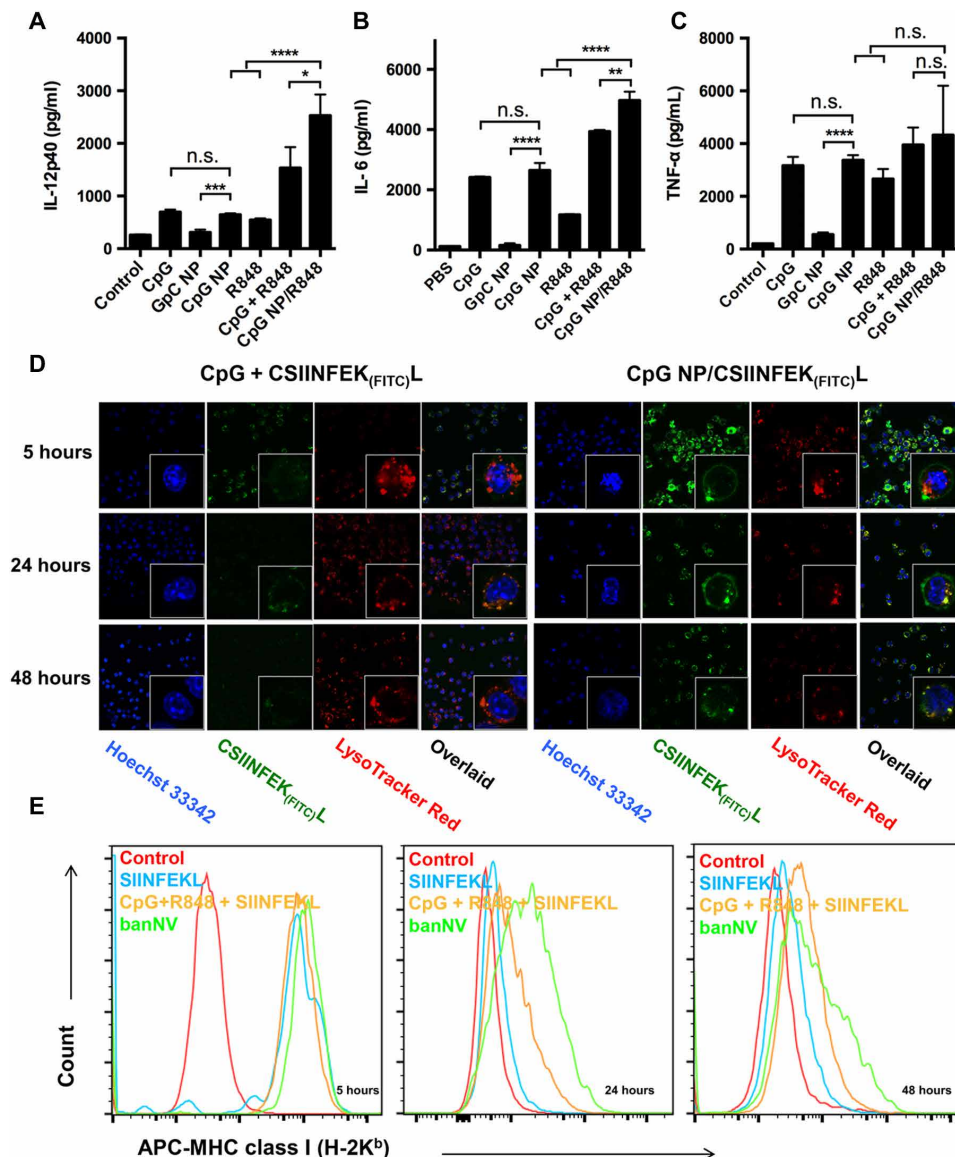 A
IL-12p40 (pg/ml)
4000
3000
2000
1000
0
n.s.
***
****
*
Control
CpG
GpC NP
CpG NP
R848
CpG + R848
CpG NP/R848
B
IL- 6 (pg/ml)
6000
4000
2000
0
n.s.
****
****
**
PBS
CpG
GpC NP
CpG NP
R848
CpG + R848
CpG NP/R848
C
TNF-α (pg/mL)
8000
6000
4000
2000
0
n.s.
****
n.s.
n.s.
Control
CpG
GpC NP
CpG NP
R848
CpG + R848
CpG NP/R848
D
CpG + CSIINFEK(FITC)L
CpG NP/CSIINFEK(FITC)L
5 hours
24 hours
48 hours
Hoechst 33342
CSIINFEK(FITC)L
LysoTracker Red
Overlaid
Hoechst 33342
CSIINFEK(FITC)L
LysoTracker Red
Overlaid
E
Count
Control
SIINFEKL
CpG+R848 + SIINFEKL
banNV
5 hours
Control
SIINFEKL
CpG + R848 + SIINFEKL
banNV
24 hours
Control
SIINFEKL
CpG + R848 + SIINFEKL
banNV
48 hours
APC-MHC class I (H-2Kb)